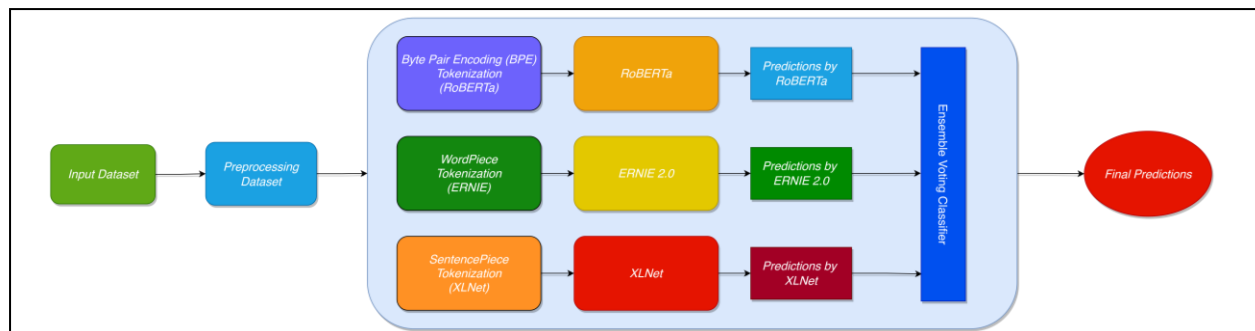 Input Dataset
Preprocessing
Dataset
Byte Pair Encoding (BPE)
Tokenization
(RoBERTa)
RoBERTa
Predictions by
RoBERTa
WordPiece
Tokenization
(ERNIE)
ERNIE 2.0
Predictions by
ERNIE 2.0
SentencePiece
Tokenization
(XLNet)
XLNet
Predictions by
XLNet
Ensemble Voting Classifier
Final Predictions